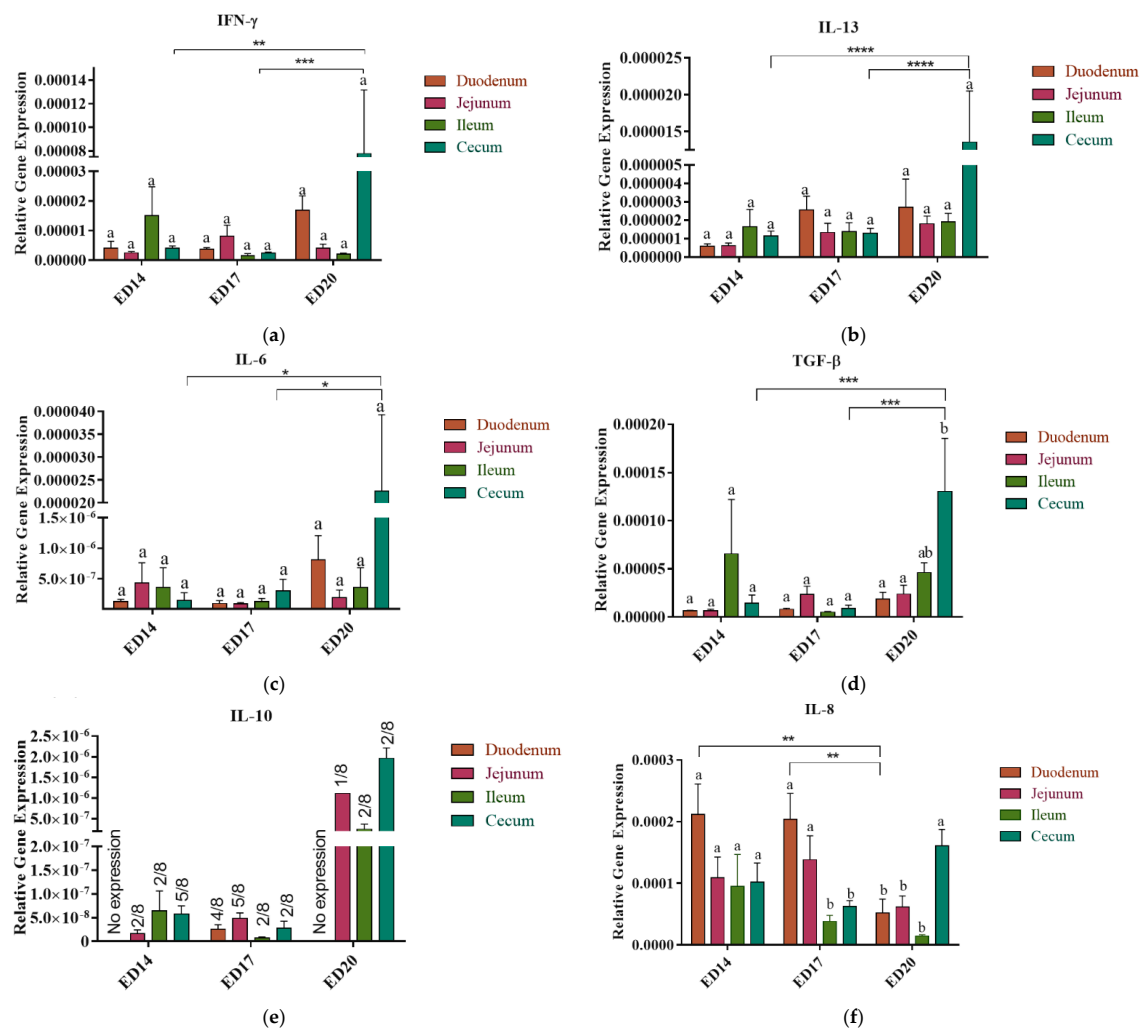 IFN-γ
**
***
a
Relative Gene Expression
0.00014
0.00012
0.00010
0.00008
0.00003
0.00002
0.00001
0.00000
a a a a
a a a a
a a a
ED14
ED17
ED20
Duodenum
Jejunum
Ileum
Cecum
(a)
IL-13
****
****
a
Relative Gene Expression
0.000025
0.000020
0.000015
0.000005
0.000004
0.000003
0.000002
0.000001
0.000000
a a a a
a a a a
a a a
ED14
ED17
ED20
Duodenum
Jejunum
Ileum
Cecum
(b)
IL-6
*
*
a
Relative Gene Expression
0.000040
0.000035
0.000030
0.000025
0.000020
1.5×10⁻⁶
1.0×10⁻⁶
5.0×10⁻⁷
a a a a
a a a a
a a a
ED14
ED17
ED20
Duodenum
Jejunum
Ileum
Cecum
(c)
TGF-β
***
***
Relative Gene Expression
0.00020
0.00015
0.00010
0.00005
0.00000
a a a a
a a a a
a a ab b
ED14
ED17
ED20
Duodenum
Jejunum
Ileum
Cecum
(d)
IL-10
Relative Gene Expression
2.5×10⁻⁶
2.0×10⁻⁶
1.5×10⁻⁶
1.0×10⁻⁶
5.0×10⁻⁷
2.0×10⁻⁷
1.5×10⁻⁷
1.0×10⁻⁷
5.0×10⁻⁸
0
No expression 2/8 2/8 5/8
4/8 5/8 2/8 2/8
No expression 1/8 2/8 2/8
ED14
ED17
ED20
Duodenum
Jejunum
Ileum
Cecum
(e)
IL-8
**
**
Relative Gene Expression
0.0003
0.0002
0.0001
0.0000
a a a a
a a b b
b b b a
ED14
ED17
ED20
Duodenum
Jejunum
Ileum
Cecum
(f)